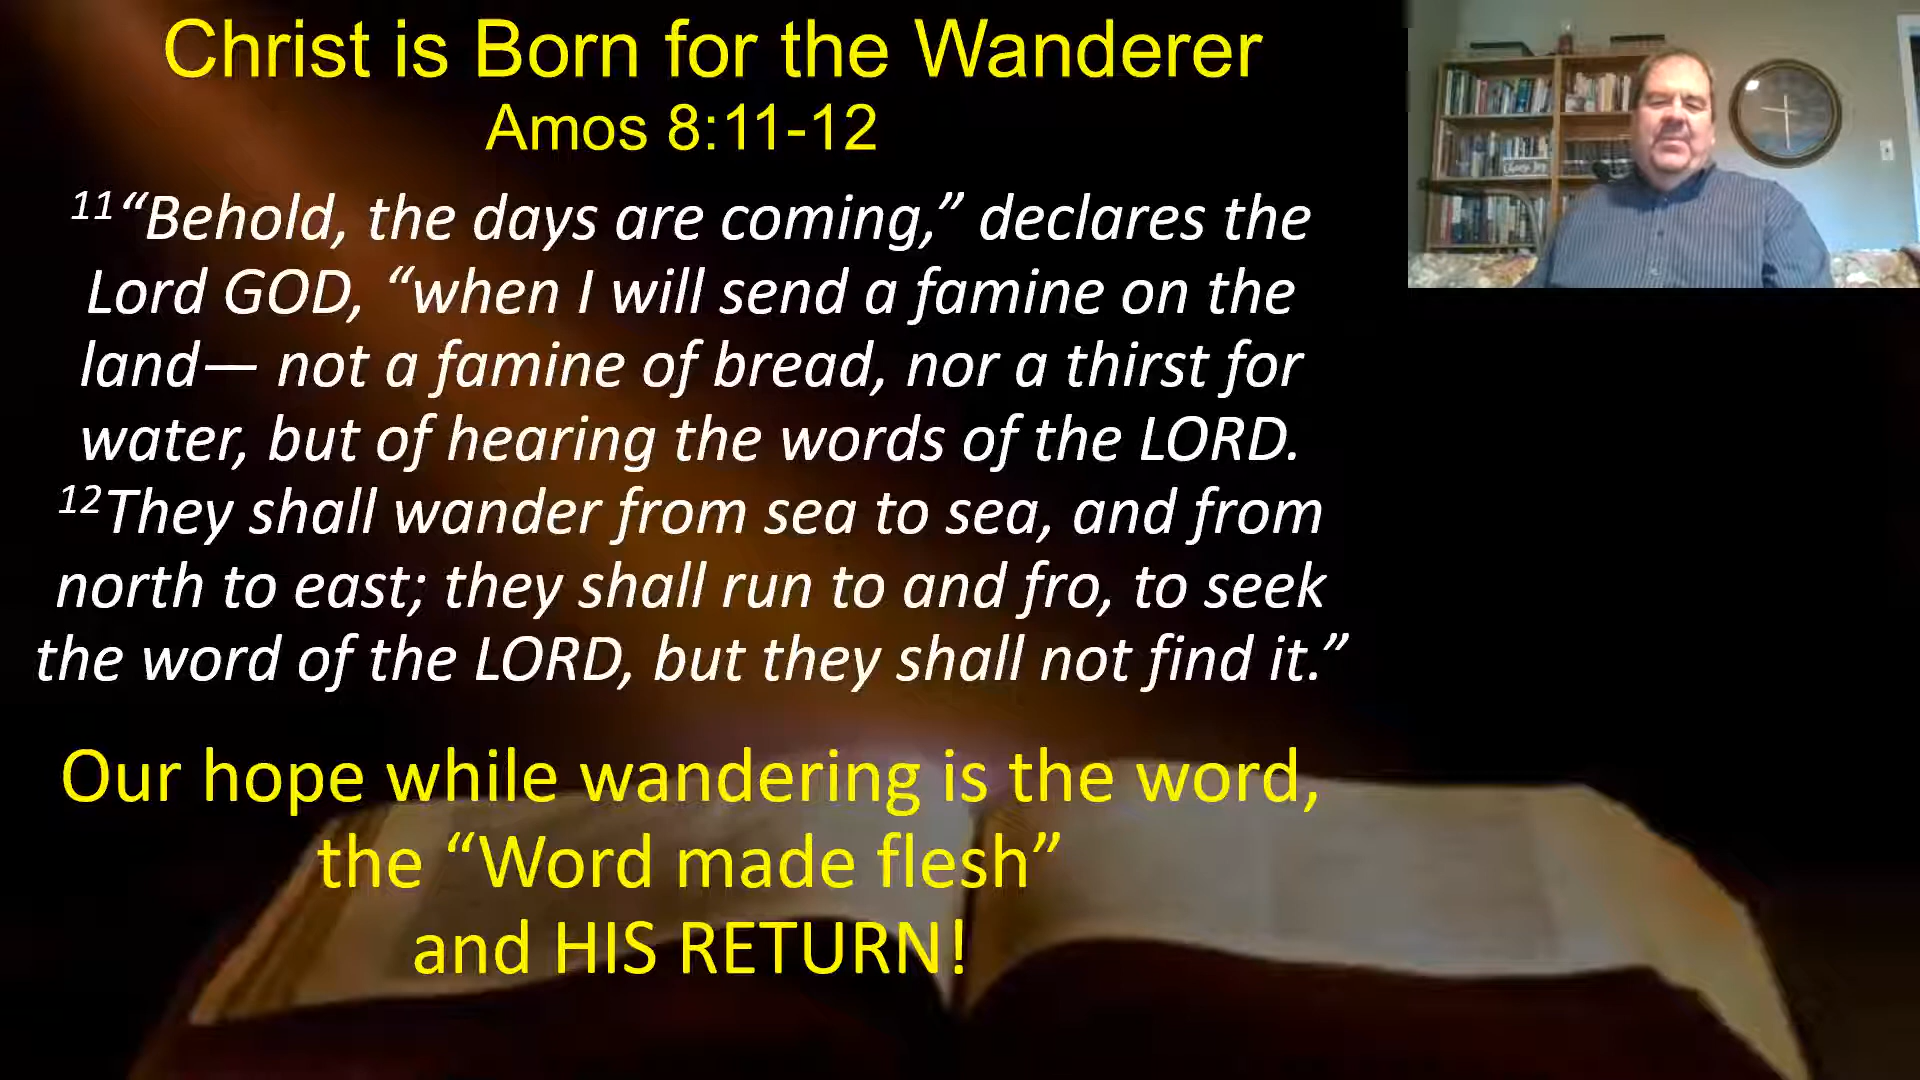 Christ is Born for the Wanderer
Amos 8:11-12
11“Behold, the days are coming,” declares the
Lord GOD, “when I will send a famine on the
land— not a famine of bread, nor a thirst for
water, but of hearing the words of the LORD.
12They shall wander from sea to sea, and from
north to east; they shall run to and fro, to seek
the word of the LORD, but they shall not find it.”
Our hope while wandering is the word,
the “Word made flesh”
and HIS RETURN!